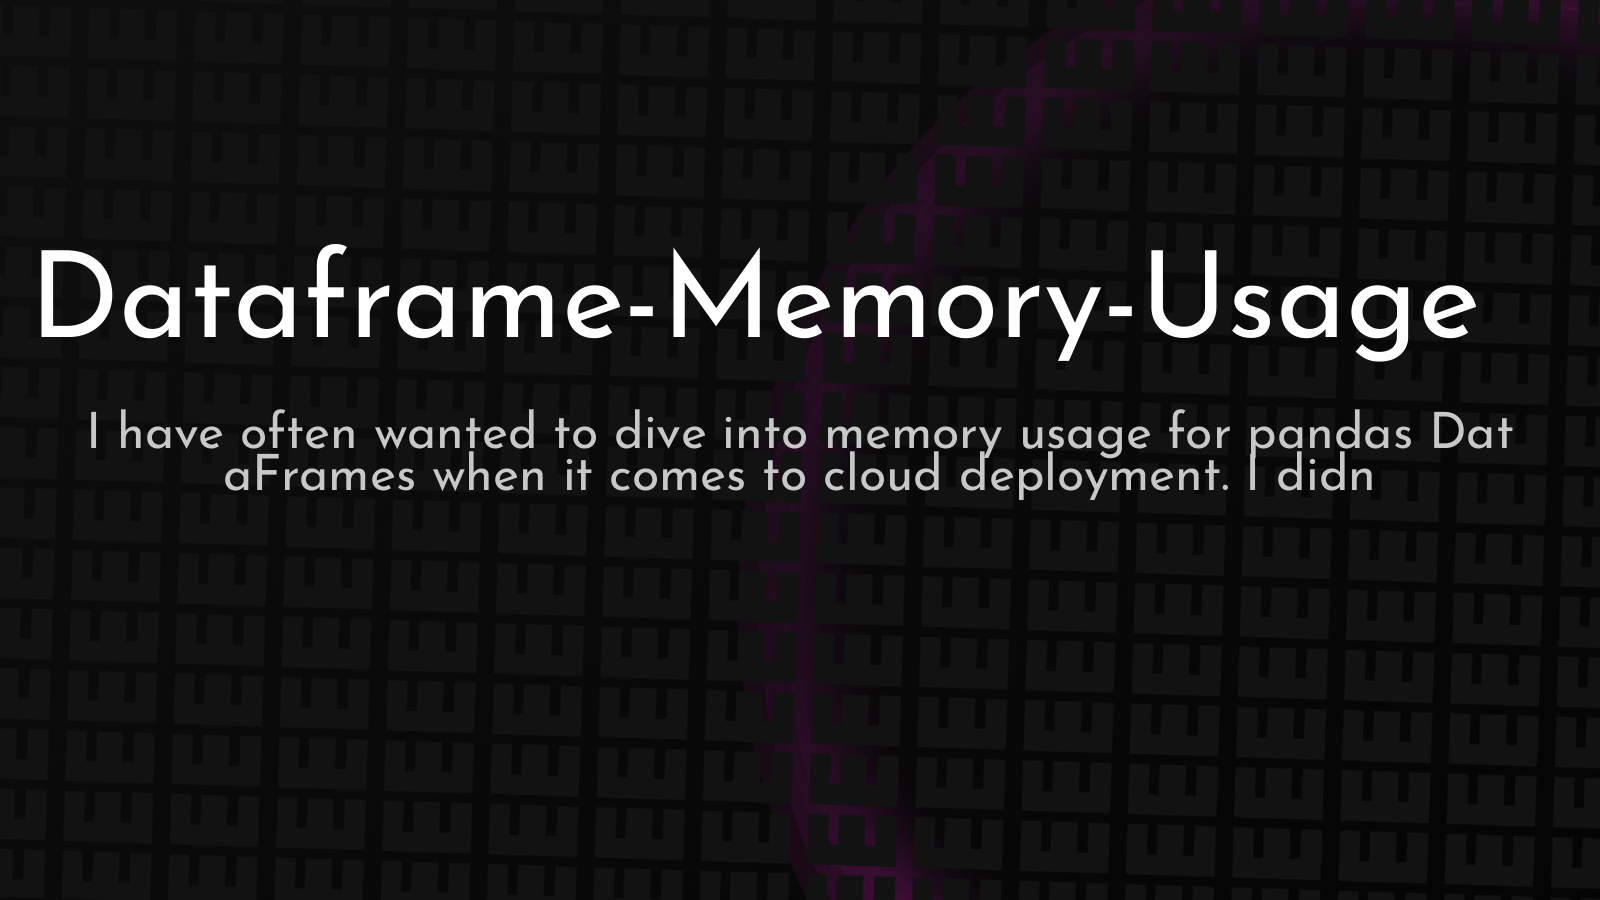 Dataframe-Memory-Usage
I have often wanted to dive into memory usage for pandas Dat
aFrames when it comes to cloud deployment. I didn